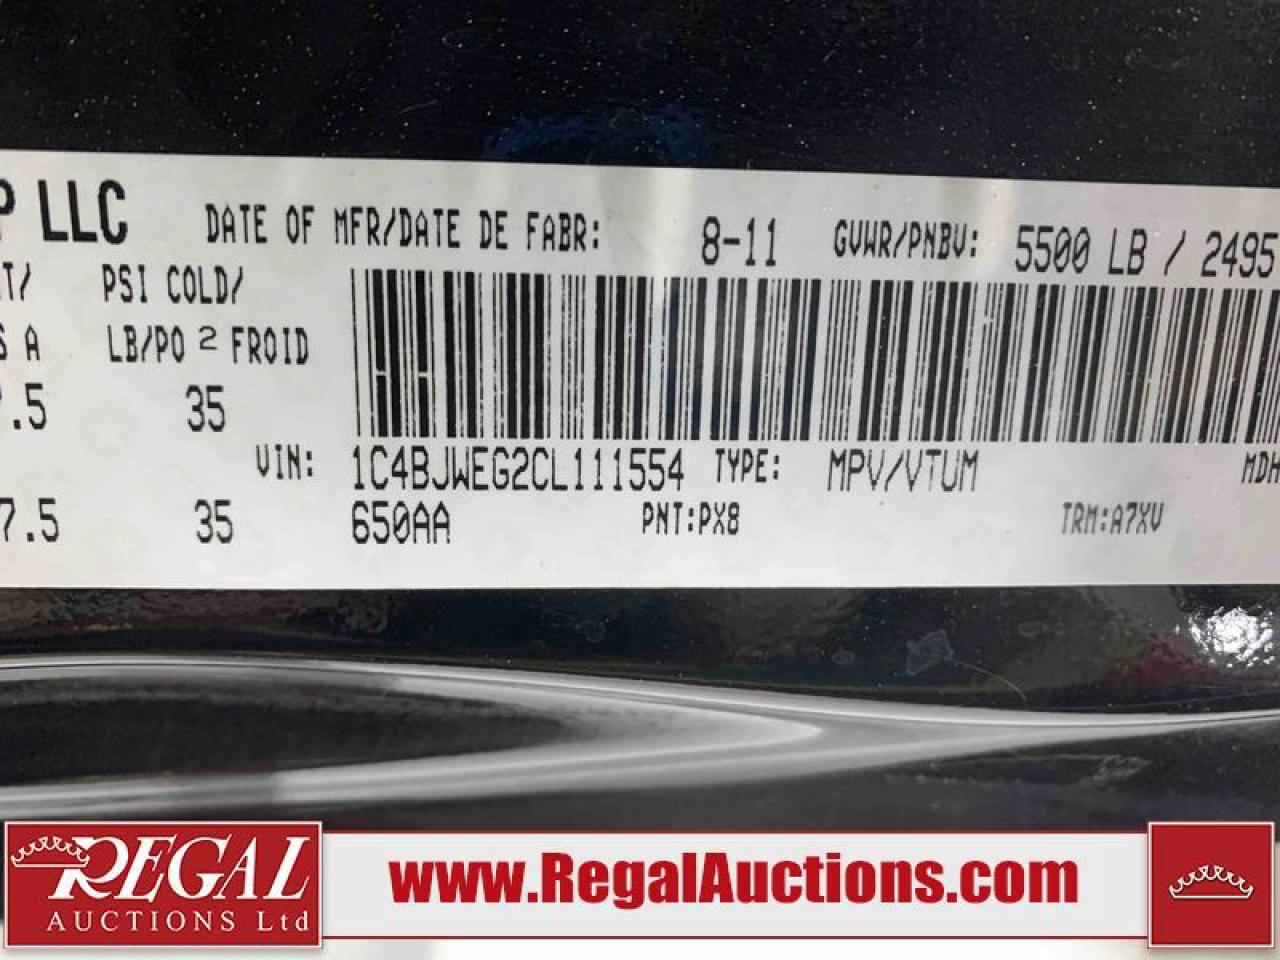 P LLC DATE OF MFR/DATE DE FABR: 8-11 GVWR/PNBV: 5500 LB / 2495
T/ PSI COLD/
S A LB/PO 2 FROID
.5 35
VIN: 1C4BJWEG2CL111554 TYPE: MPV/VTUM MDH
7.5 35 650AA PNT:PX8 TRM:A7XV
REGAL
AUCTIONS Ltd
www.RegalAuctions.com